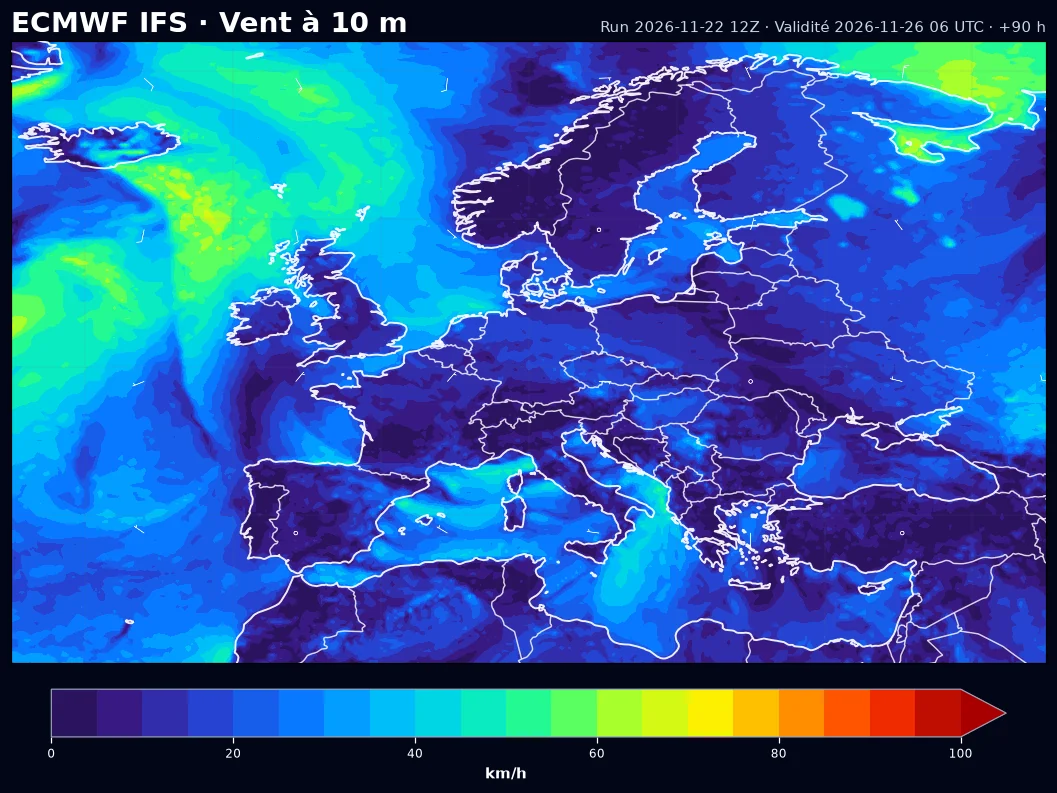 ECMWF IFS · Vent à 10 m
Run 2026-11-22 12Z · Validité 2026-11-26 06 UTC · +90 h
0 20 40 60 80 100
km/h